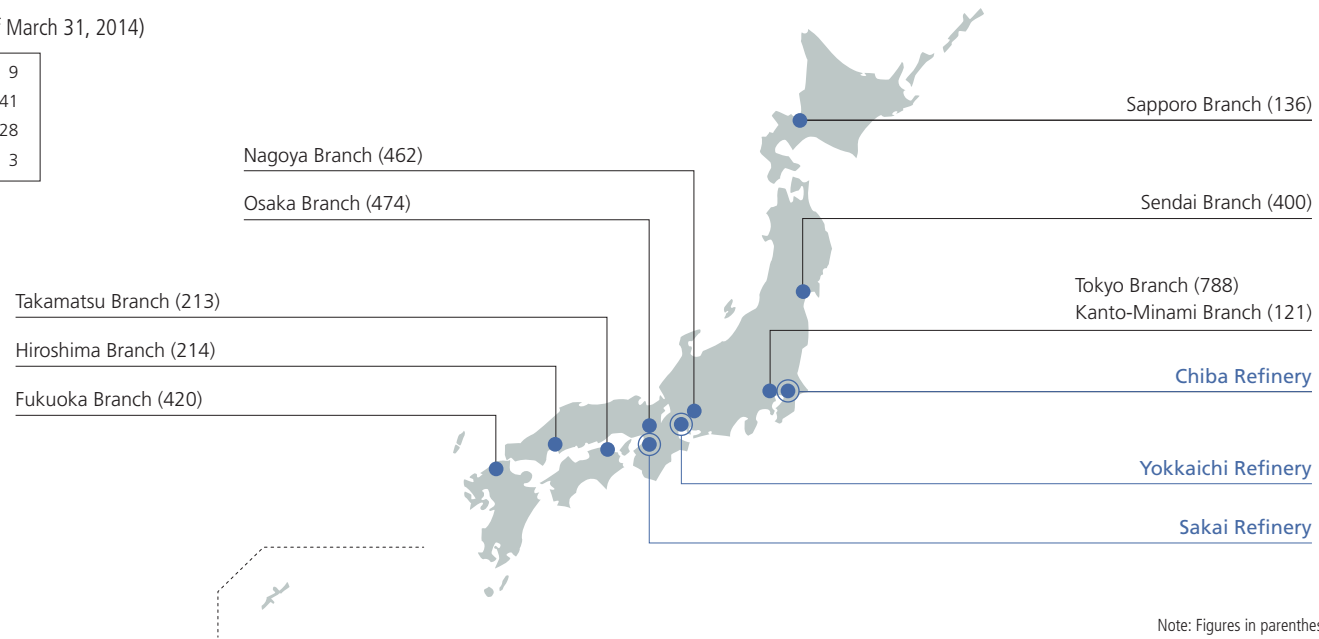 March 31, 2014)
9
41
28
3
Sapporo Branch (136)
Nagoya Branch (462)
Osaka Branch (474)
Sendai Branch (400)
Tokyo Branch (788)
Kanto-Minami Branch (121)
Takamatsu Branch (213)
Hiroshima Branch (214)
Chiba Refinery
Fukuoka Branch (420)
Yokkaichi Refinery
Sakai Refinery
Note: Figures in